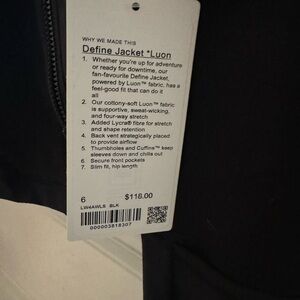 WHY WE MADE THIS
Define Jacket *Luon
1. Whether you're up for adventure
or ready for downtime, our
fan-favourite Define Jacket,
powered by Luon™ fabric, has a
feel-good fit that can do it
all
2. Our cottony-soft Luon™ fabric
is supportive, sweat-wicking,
and four-way stretch
3. Added Lycra® fibre for stretch
and shape retention
4. Back vent strategically placed
to provide airflow
5. Thumbholes and Cuffins™ keep
sleeves down and chills out
6. Secure front pockets
7. Slim fit, hip length
6 $118.00
LW4AWLS BLK
000003818307